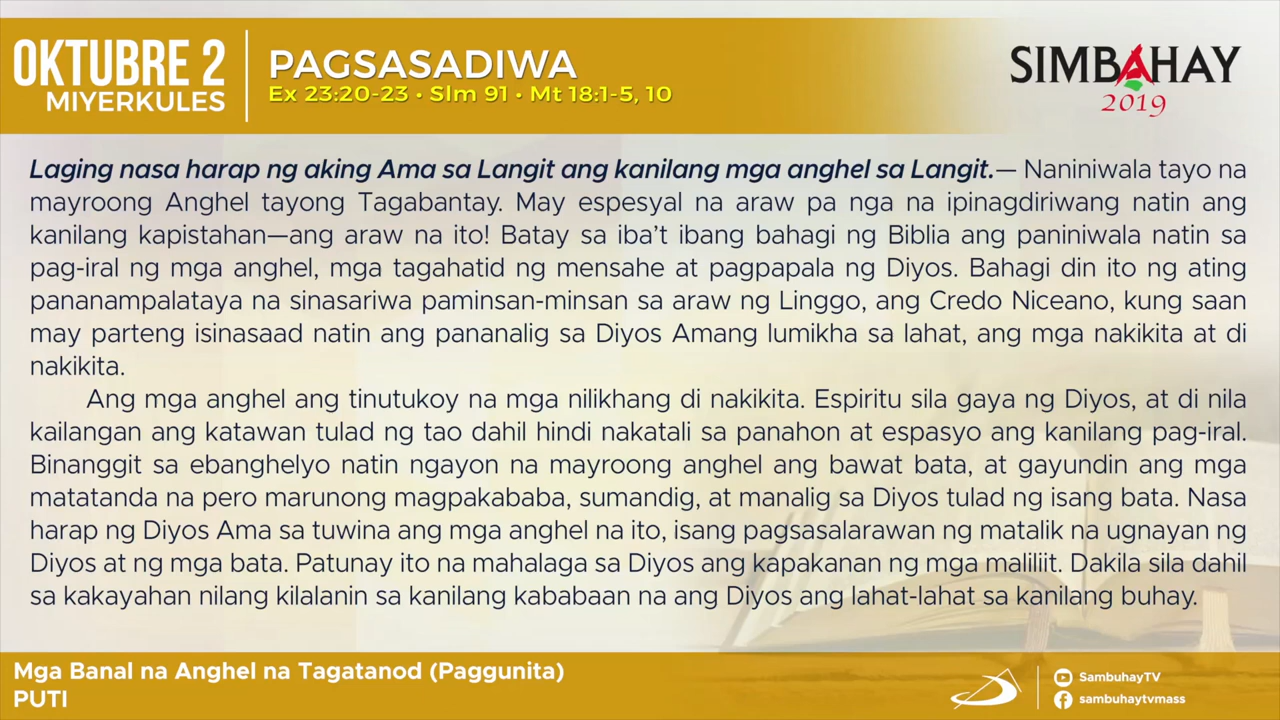 OKTUBRE 2
MIYERKULES
PAGSASADIWA
Ex 23:20-23 • Slm 91 • Mt 18:1-5, 10
SIMBAHAY
2019
Laging nasa harap ng aking Ama sa Langit ang kanilang mga anghel sa Langit.— Naniniwala tayo na
mayroong Anghel tayong Tagabantay. May espesyal na araw pa nga na ipinagdiriwang natin ang
kanilang kapistahan—ang araw na ito! Batay sa iba’t ibang bahagi ng Biblia ang paniniwala natin sa
pag-iral ng mga anghel, mga tagahatid ng mensahe at pagpapala ng Diyos. Bahagi din ito ng ating
pananampalataya na sinasariwa paminsan-minsan sa araw ng Linggo, ang Credo Niceano, kung saan
may parteng isinasaad natin ang pananalig sa Diyos Amang lumikha sa lahat, ang mga nakikita at di
nakikita.
Ang mga anghel ang tinutukoy na mga nilikhang di nakikita. Espiritu sila gaya ng Diyos, at di nila
kailangan ang katawan tulad ng tao dahil hindi nakatali sa panahon at espasyo ang kanilang pag-iral.
Binanggit sa ebanghelyo natin ngayon na mayroong anghel ang bawat bata, at gayundin ang mga
matatanda na pero marunong magpakababa, sumandig, at manalig sa Diyos tulad ng isang bata. Nasa
harap ng Diyos Ama sa tuwina ang mga anghel na ito, isang pagsasalarawan ng matalik na ugnayan ng
Diyos at ng mga bata. Patunay ito na mahalaga sa Diyos ang kapakanan ng mga maliliit. Dakila sila dahil
sa kakayahan nilang kilalanin sa kanilang kababaan na ang Diyos ang lahat-lahat sa kanilang buhay.
Mga Banal na Anghel na Tagatanod (Paggunita)
PUTI
SambuhayTV
sambuhaytvmass